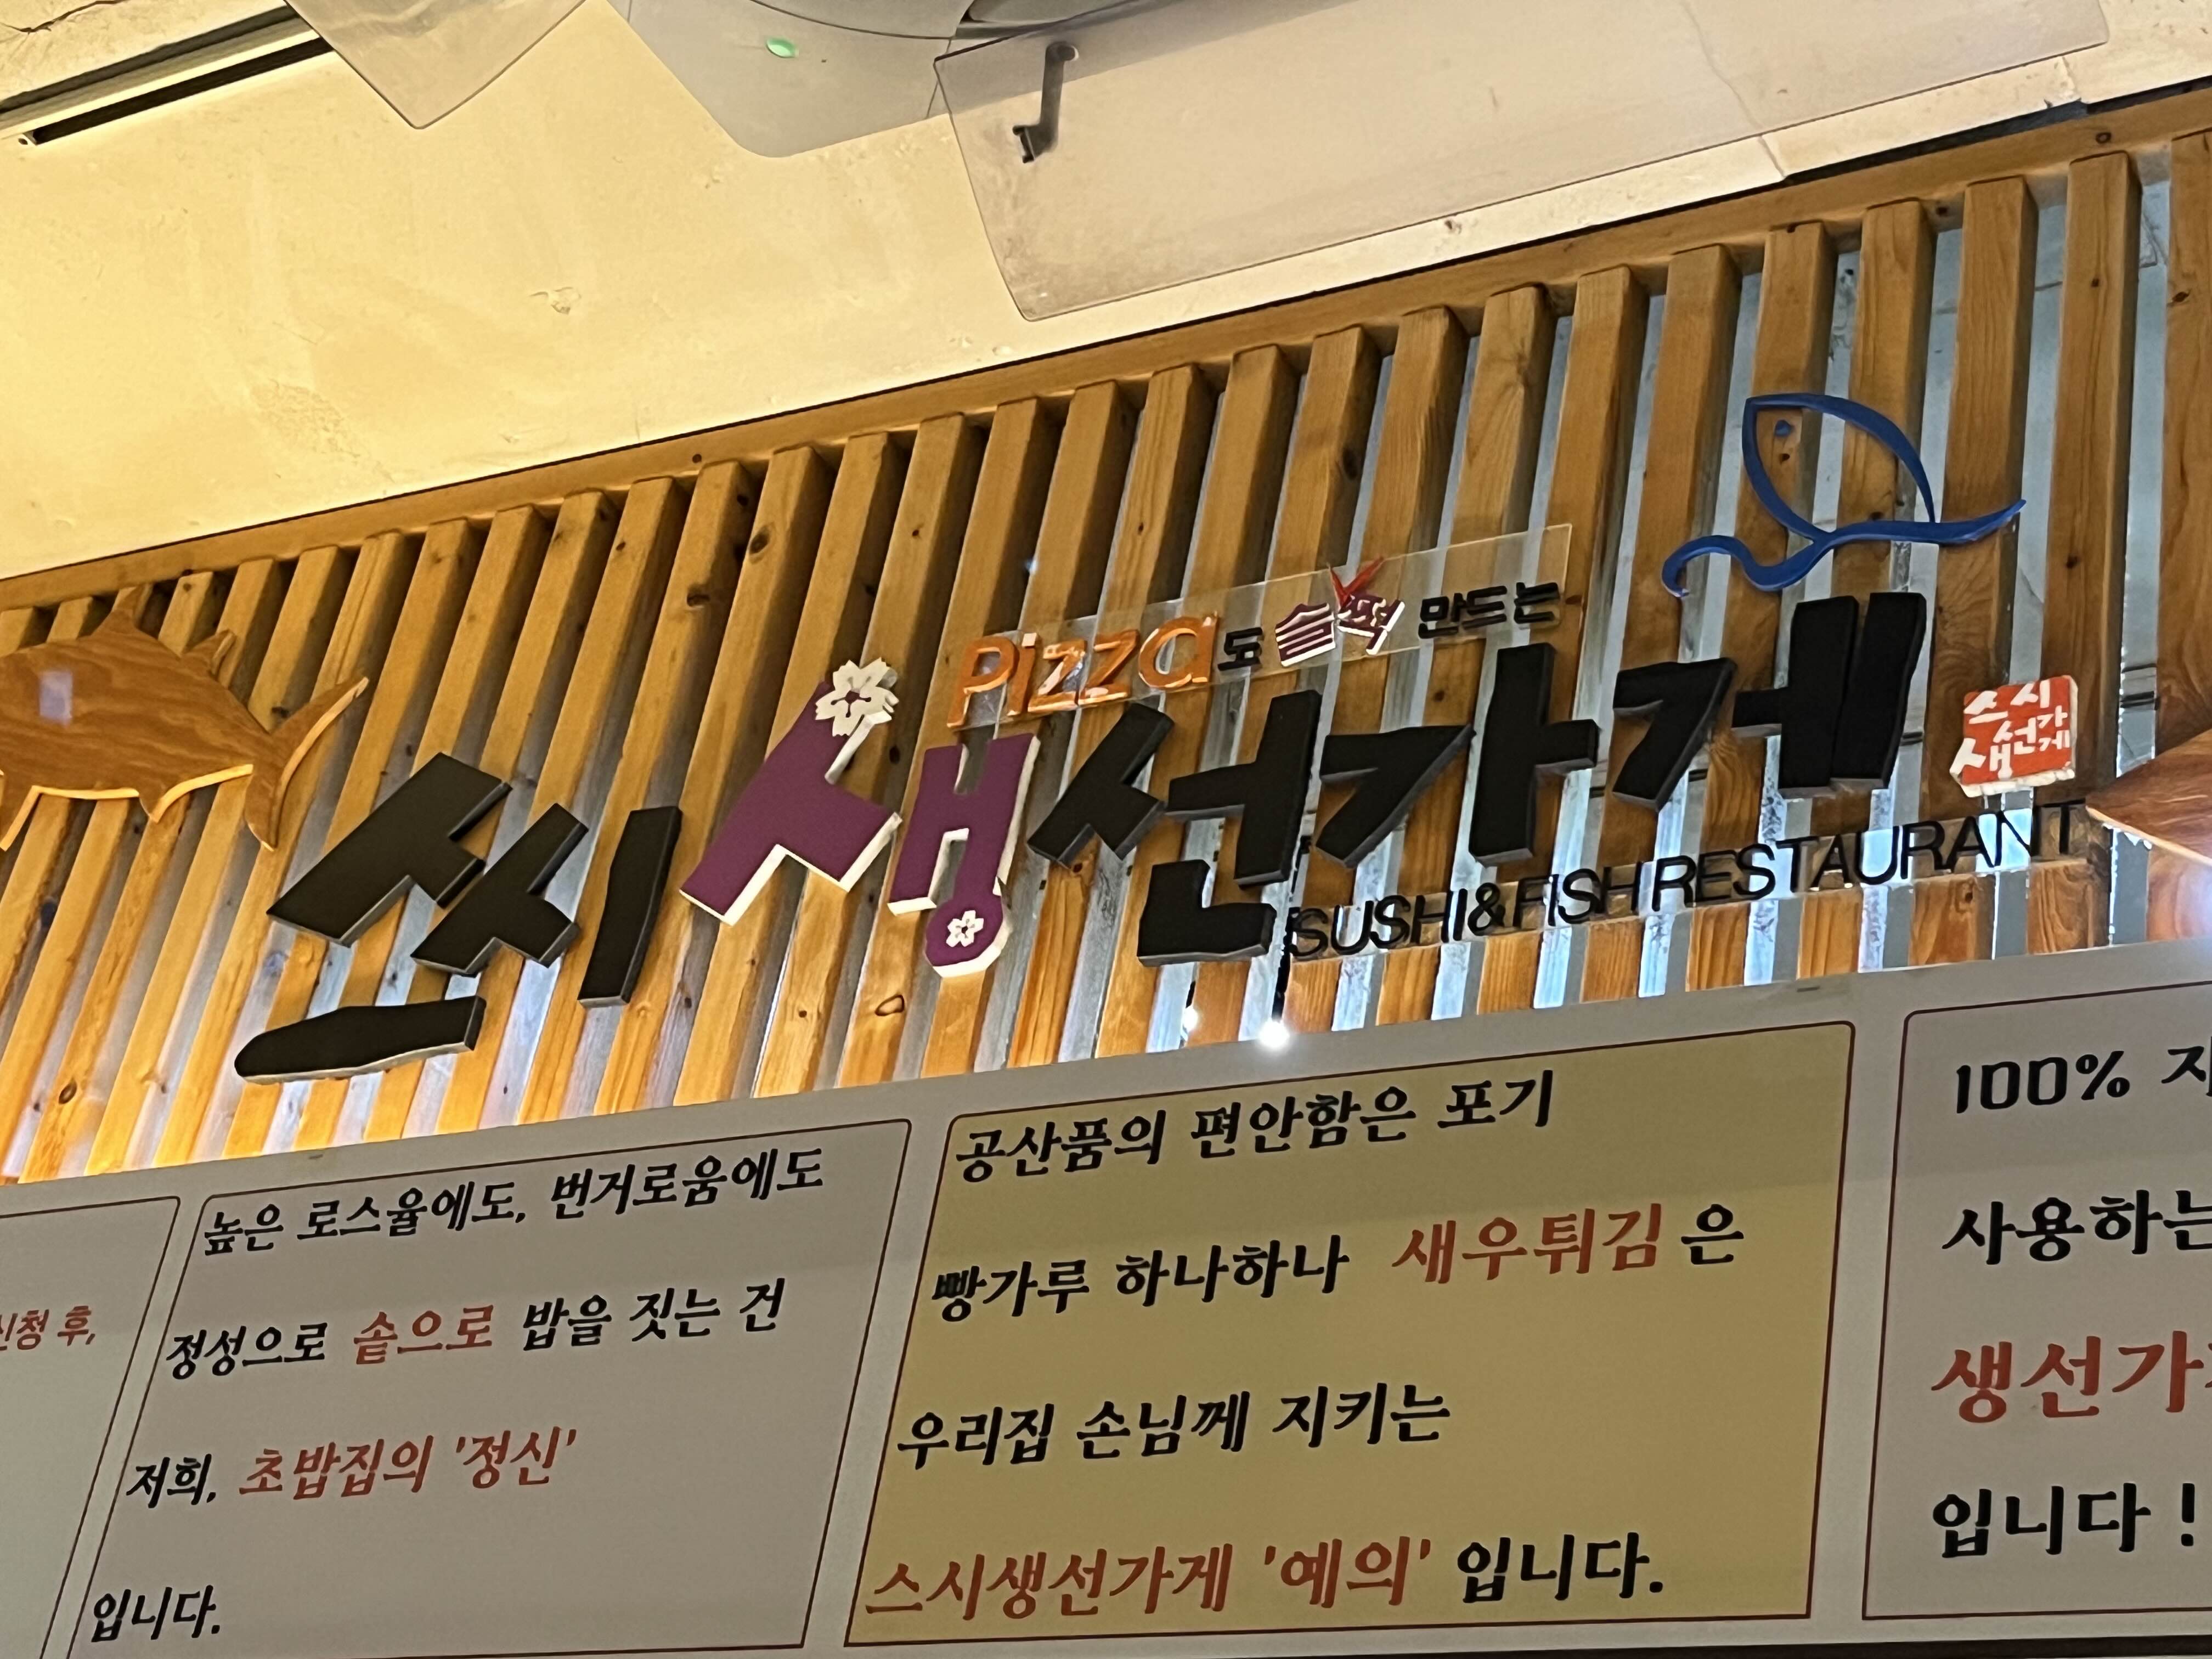 Pizza도 슬쩍 만드는
스시생선가게
SUSHI&FISH RESTAURANT
스시
생선가게
신청 후,
높은 로스율에도, 번거로움에도
정성으로 솥으로 밥을 짓는 건
저희, 초밥집의 '정신'
입니다.
공산품의 편안함은 포기
빵가루 하나하나 새우튀김은
우리집 손님께 지키는
스시생선가게 '예의' 입니다.
100%
사용하는
생선가
입니다!